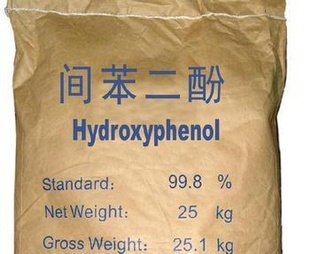 间苯二酚
Hydroxyphenol
Standard: 99.8 %
Net Weight: 25 kg
Gross Weight: 25.1 kg